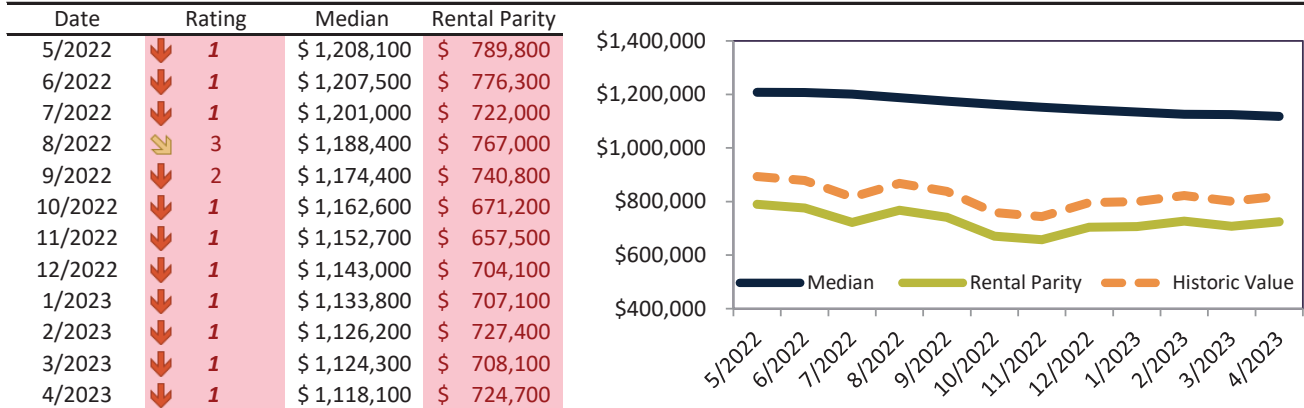 Date Rating Median Rental Parity
5/2022 1 $ 1,208,100 $ 789,800
6/2022 1 $ 1,207,500 $ 776,300
7/2022 1 $ 1,201,000 $ 722,000
8/2022 3 $ 1,188,400 $ 767,000
9/2022 2 $ 1,174,400 $ 740,800
10/2022 1 $ 1,162,600 $ 671,200
11/2022 1 $ 1,152,700 $ 657,500
12/2022 1 $ 1,143,000 $ 704,100
1/2023 1 $ 1,133,800 $ 707,100
2/2023 1 $ 1,126,200 $ 727,400
3/2023 1 $ 1,124,300 $ 708,100
4/2023 1 $ 1,118,100 $ 724,700
$1,400,000
$1,200,000
$1,000,000
$800,000
$600,000
$400,000
Median Rental Parity Historic Value
5/2022 6/2022 7/2022 8/2022 9/2022 10/2022 11/2022 12/2022 1/2023 2/2023 3/2023 4/2023